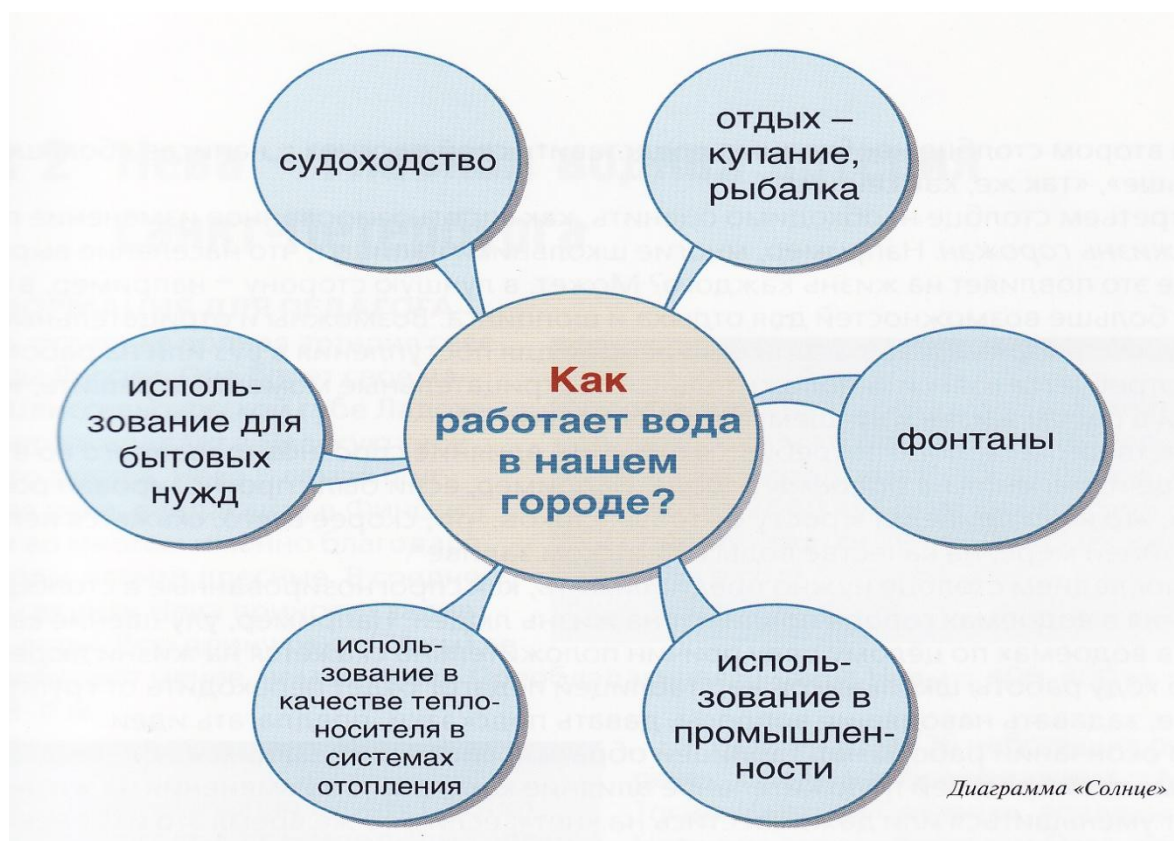 судоходство
отдых –
купание,
рыбалка
исполь-
зование для
бытовых
нужд
Как
работает вода
в нашем
городе?
фонтаны
исполь-
зование в
качестве тепло-
носителя в
системах
отопления
исполь-
зование в
промышлен-
ности
Диаграмма «Солнце»